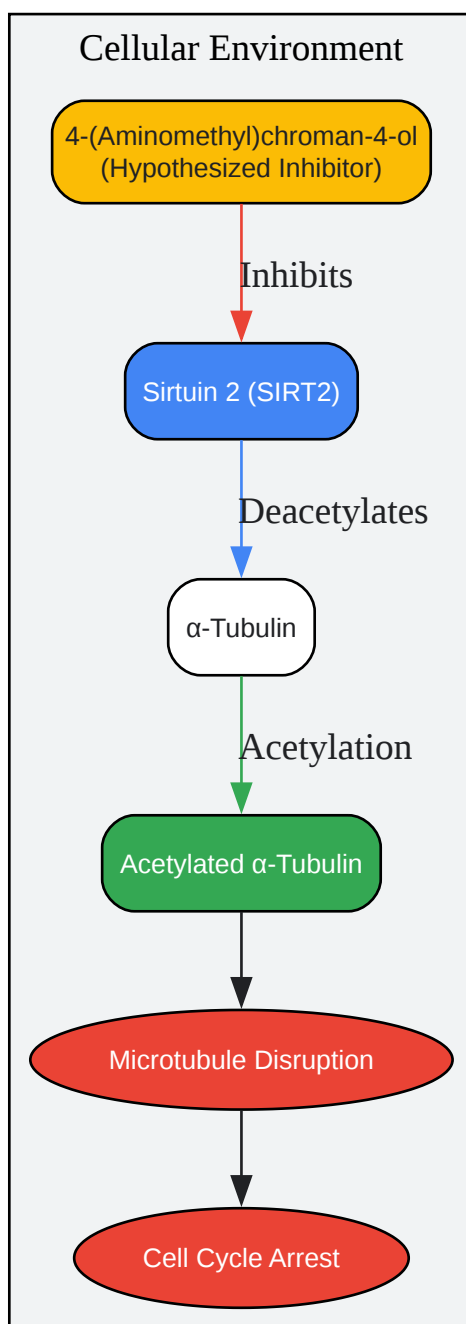 Cellular Environment
4-(Aminomethyl)chroman-4-ol
(Hypothesized Inhibitor)
Inhibits
Sirtuin 2 (SIRT2)
Deacetylates
α-Tubulin
Acetylation
Acetylated α-Tubulin
Microtubule Disruption
Cell Cycle Arrest